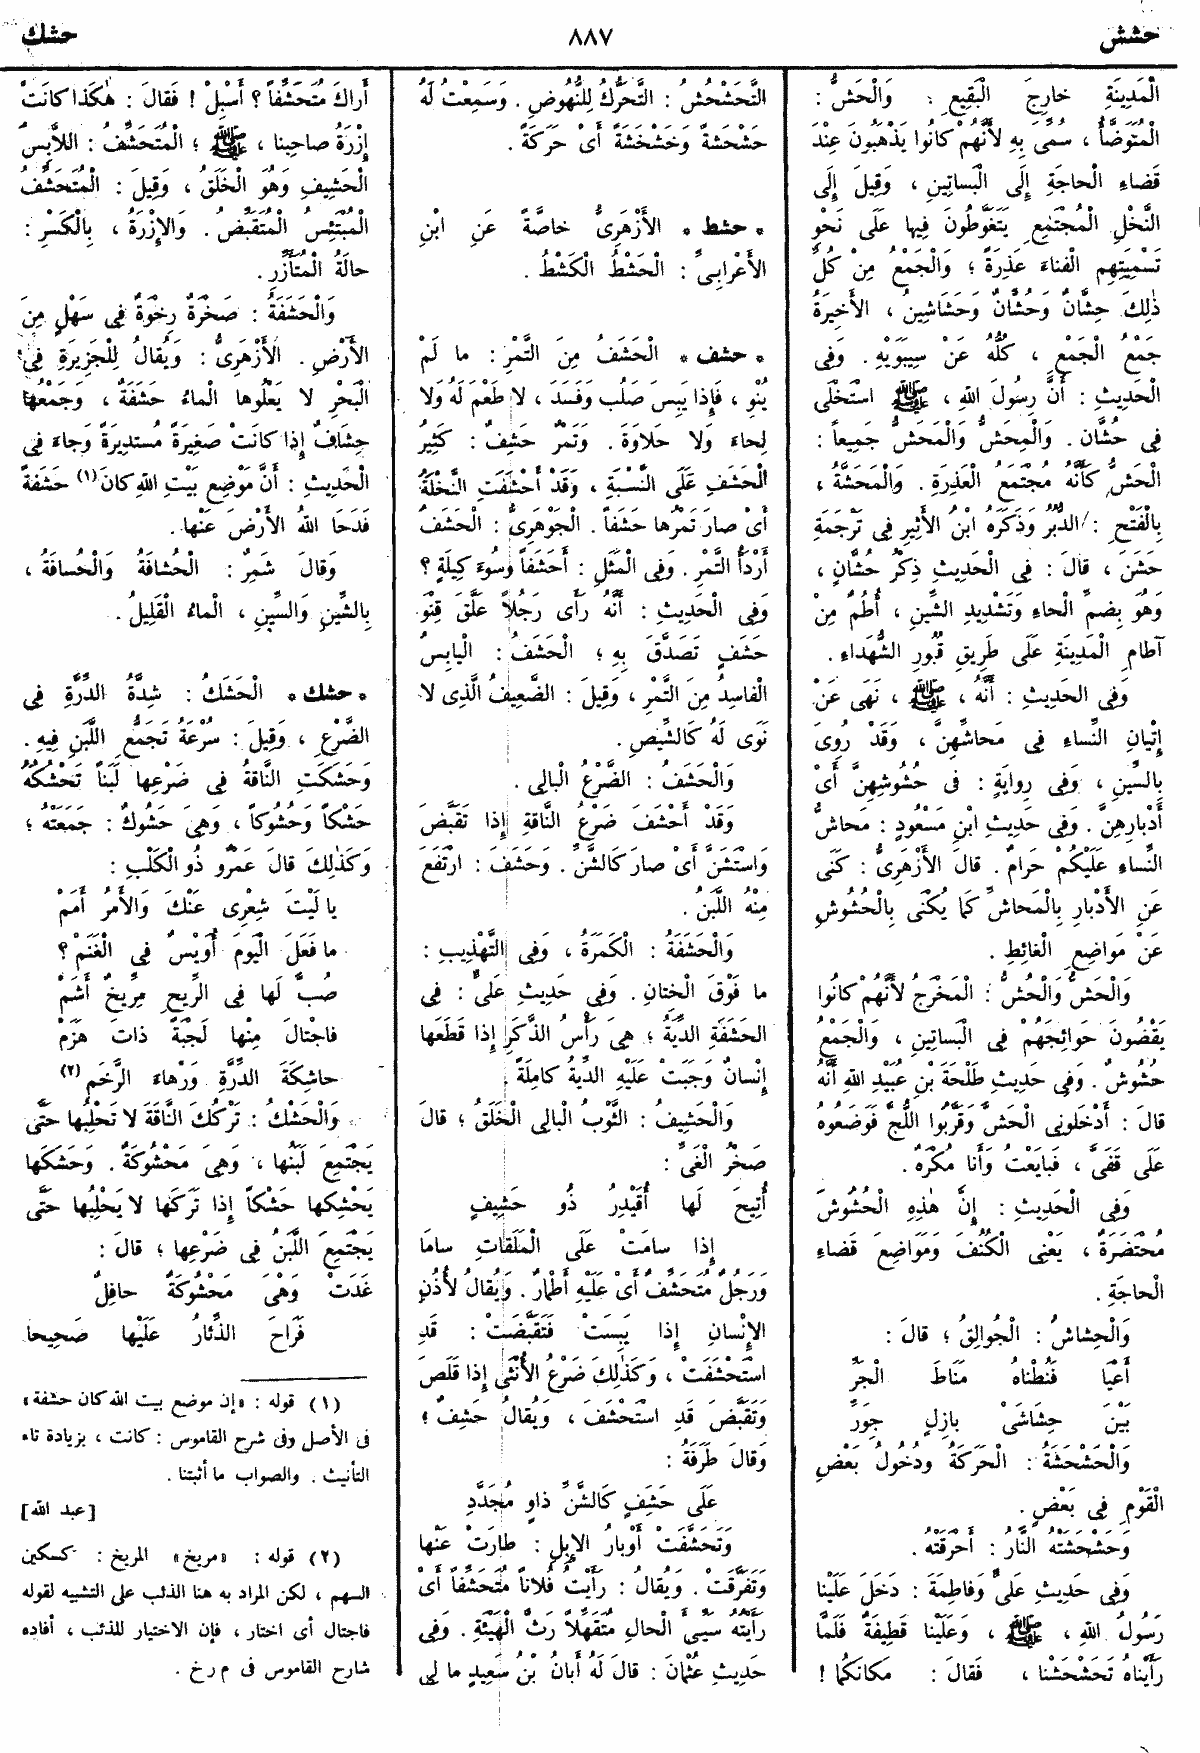 حشش
٨٨٧
حشك
الْمَدِينَةِ خارِجَ الْبَقِيعِ. وَالْحَشُّ :
الْمُتَوَضَّأُ ، سُمِّىَ بِهِ لأَنَّهُمْ كانُوا يَذْهَبُونَ عِنْدَ
قَضاءِ الْحاجَةِ إِلَى الْبَساتِينِ ، وَقِيلَ إِلَى
النَّخْلِ الْمُجْتَمِعِ يَتَغَوَّطُونَ فِيها عَلَى نَحْوِ
تَسْمِيَتِهِمِ الْفِناءَ عَذِرَةً ؛ وَالْجَمْعُ مِنْ كُلِّ
ذٰلِكَ حِشَّانٌ وَحُشَّانٌ وَحَشَاشِينُ ، الأَخِيرَةُ
جَمْعُ الْجَمْعِ ، كُلُّهُ عَنْ سِيبَوَيْهِ. وَفِى
الْحَدِيثِ : أَنَّ رَسُولَ اللهِ ، ﷺ اسْتَخْلَى
فِى حُشَّانٍ. وَالْمِحَشُّ وَالْمَحَشُّ جَمِيعاً :
الْحَشُّ كَأَنَّهُ مُجْتَمَعُ الْعَذِرَةِ. وَالْمَحَشَّةُ ،
بِالْفَتْحِ : الدُّبُرُ وَذَكَرَهُ ابْنُ الأَثِيرِ فِى تَرْجَمَةِ
حَشَنَ ، قالَ : فِى الْحَدِيثِ ذِكْرُ حُشَّانٍ ،
وَهُوَ بِضَمِّ الْحاءِ وَتَشْدِيدِ الشِّينِ ، أُطُمٌ مِنْ
آطامِ الْمَدِينَةِ عَلَى طَرِيقِ قُبُورِ الشُّهَداءِ.
وَفِى الْحَدِيثِ : أَنَّهُ ، ﷺ ، نَهَى عَنْ
إِتْيانِ النِّساءِ فِى مَحاشِّهِنَّ ، وَقَدْ رُوِىَ
بِالسِّينِ ، وَفِى رِوايَةٍ : فى حُشُوشِهِنَّ أَىْ
أَدْبارِهِنَّ. وَفِى حَدِيثِ ابْنِ مَسْعُودٍ : مَحاشُّ
النِّساءِ عَلَيْكُمْ حَرامٌ. قال الأَزْهَرِىُّ : كَنَى
عَنِ الأَدْبارِ بِالْمَحاشِّ كَما يُكْنَى بِالْحُشُوشِ
عَنْ مَواضِعِ الْغائِطِ.
وَالْحَشُّ وَالْحُشُّ : الْمَخْرَجُ لأَنَّهُمْ كانُوا
يَقْضُونَ حَوائِجَهُمْ فِى الْبَساتِينِ ، وَالْجَمْعُ
حُشُوشٌ. وَفِى حَدِيثِ طَلْحَةَ بْنِ عُبَيْدِ اللهِ أَنَّهُ
قالَ : أَدْخَلُونِى الْحَشَّ وَقَرَّبُوا اللُّجَّ فَوَضَعُوهُ
عَلَى قَفَىَّ ، فَبايَعْتُ وَأَنا مُكْرَهٌ.
وَفِى الْحَدِيثِ : إِنَّ هٰذِهِ الْحُشُوشَ
مُحْتَضَرَةٌ ، يَعْنِى الْكُنُفَ وَمَواضِعَ قَضاءِ
الْحاجَةِ.
وَالْحِشاشُ : الْجُوالِقُ ؛ قالَ :
أَعْيَا فَنُطْناهُ مَنَاطَ الْجَرِّ
بَيْنَ حِشَاشَىْ بازِلٍ جِوَرِّ
وَالْحَشْحَشَةُ : الْحَرَكَةُ وَدُخُولُ بَعْضِ
الْقَوْمِ فِى بَعْضٍ.
وَحَشْحَشَتْهُ النَّارُ : أَحْرَقَتْهُ.
وَفِى حَدِيثِ عَلِىٍّ وَفاطِمَةَ : دَخَلَ عَلَيْنا
رَسُولُ اللهِ ، ﷺ ، وَعَلَيْنا قَطِيفَةٌ فَلَمَّا
رَأَيْناهُ تَحَشْحَشْنا ، فَقالَ : مَكانَكُما !
التَّحَشْحُشُ : التَّحَرُّكُ لِلنُّهُوضِ. وَسَمِعْتُ لَهُ
حَشْحَشَةً وَخَشْخَشَةً أَىْ حَرَكَةً.
* حشط * الأَزْهَرِىُّ خاصَّةً عَنِ ابْنِ
الأَعْرابِىِّ : الْحَشْطُ الْكَشْطُ.
* حشف * الْحَشَفُ مِنَ التَّمْرِ : ما لَمْ
يُنْوِ ، فَإِذا يَبِسَ صَلُبَ وَفَسَدَ ، لا طَعْمَ لَهُ وَلا
لِحاءَ وَلا حَلاوَةَ. وَتَمْرٌ حَشِفٌ : كَثِيرُ
الْحَشَفِ عَلَى النِّسْبَةِ ، وَقَدْ أَحْشَفَتِ النَّخْلَةُ
أَىْ صارَ تَمْرُها حَشَفاً. الْجَوْهَرِىُّ : الْحَشَفُ
أَرْدَأُ التَّمْرِ. وَفِى الْمَثَلِ : أَحَشَفاً وَسُوءَ كِيلَةٍ ؟
وَفِى الْحَدِيثِ : أَنَّهُ رَأَى رَجُلاً عَلَّقَ قِنْوَ
حَشَفٍ تَصَدَّقَ بِهِ ؛ الْحَشَفُ : الْيابِسُ
الْفاسِدُ مِنَ التَّمْرِ ، وَقِيلَ : الضَّعِيفُ الَّذِى لا
نَوَى لَهُ كَالشِّيصِ.
وَالْحَشَفُ : الضَّرْعُ الْبالِى.
وَقَدْ أَحْشَفَ ضَرْعُ النَّاقَةِ إِذا تَقَبَّضَ
وَاسْتَشَنَّ أَىْ صارَ كَالشَّنِّ. وَحَشَفَ : ارْتَفَعَ
مِنْهُ اللَّبَنُ.
وَالْحَشَفَةُ : الْكَمَرَةُ ، وَفِى التَّهْذِيبِ :
ما فَوْقَ الْخِتانِ. وَفِى حَدِيثِ عَلِىٍّ : فِى
الْحَشَفَةِ الدِّيَةُ ؛ هِىَ رَأْسُ الذَّكَرِ إِذا قَطَعَها
إِنْسانٌ وَجَبَتْ عَلَيْهِ الدِّيَةُ كامِلَةً.
وَالْحَشِيفُ : الثَّوْبُ الْبالِى الْخَلَقُ ؛ قالَ
صَخْرُ الْغَىِّ :
أُتِيحَ لَها أُقَيْدِرُ ذُو حَشِيفٍ
إِذا سامَتْ عَلَى الْمَلَقَاتِ سامَا
وَرَجُلٌ مُتَحَشِّفٌ أَىْ عَلَيْهِ أَطْمارٌ. وَيُقالُ لأُذُنِ
الإِنْسانِ إِذا يَبِسَتْ فَتَقَبَّضَتْ : قَدِ
اسْتَحْشَفَتْ ، وَكَذٰلِكَ ضَرْعُ الأُنْثَى إِذا قَلَصَ
وَتَقَبَّضَ قَدِ اسْتَحْشَفَ ، وَيُقالُ حَشِفٌ ؛
وَقالَ طَرَفَةُ :
عَلَى حَشِفٍ كَالشَّنِّ ذاوٍ مُجَدَّدِ
وَتَحَشَّفَتْ أَوْبارُ الإِبِلِ : طارَتْ عَنْها
وَتَفَرَّقَتْ. وَيُقالُ : رَأَيْتُ فُلاناً مُتَحَشِّفاً أَىْ
رَأَيْتُهُ سَيِّئَ الْحالِ مُتَقَهِّلاً رَثَّ الْهَيْئَةِ. وَفِى
حَدِيثِ عُثْمانَ : قالَ لَهُ أَبانُ بْنُ سَعِيدٍ ما لِى
أَراكَ مُتَحَشِّفاً ؟ أَسْبِلْ ! فَقالَ : هٰكَذا كانَتْ
إِزْرَةُ صاحِبِنا ، ﷺ ؛ الْمُتَحَشِّفُ : اللاَّبِسُ
الْحَشِيفِ وَهُوَ الْخَلَقُ ، وَقِيلَ : الْمُتَحَشِّفُ
الْمُبْتَئِسُ الْمُتَقَبِّضُ. وَالإِزْرَةُ ، بِالْكَسْرِ :
حالَةُ الْمُتَأَزِّرِ.
وَالْحَشَفَةُ : صَخْرَةٌ رِخْوَةٌ فِى سَهْلٍ مِنَ
الأَرْضِ. الأَزْهَرِىُّ : وَيُقالُ لِلْجَزِيرَةِ فِى
الْبَحْرِ لا يَعْلُوها الْماءُ حَشَفَةٌ ، وَجَمْعُها
حِشافٌ إِذا كانَتْ صَغِيرَةً مُسْتَدِيرَةً وَجاءَ فِى
الْحَدِيثِ : أَنَّ مَوْضِعَ بَيْتِ اللهِ كانَ (١) حَشَفَةً
فَدَحَا اللهُ الأَرْضَ عَنْها.
وَقالَ شَمِرٌ : الْحُشافَةُ وَالْحُسافَةُ ،
بِالشِّينِ وَالسِّينِ ، الْماءُ الْقَلِيلُ.
* حشك * الْحَشَكُ : شِدَّةُ الدِّرَّةِ فِى
الضَّرْعِ ، وَقِيلَ : سُرْعَةُ تَجَمُّعِ اللَّبَنِ فِيهِ.
وَحَشَكَتِ النَّاقَةُ فِى ضَرْعِها لَبَناً تَحْشُكُهُ
حَشْكاً وَحُشُوكاً ، وَهِىَ حَشُوكٌ : جَمَعَتْهُ ؛
وَكَذٰلِكَ قالَ عَمْرٌو ذُو الْكَلْبِ :
يا لَيْتَ شِعْرِى عَنْكَ وَالأَمْرُ أَمَمْ
ما فَعَلَ الْيَوْمَ أُوَيْسٌ فِى الْغَنَمْ ؟
صُبَّ لَها فِى الرِّيحِ مِرِّيخٌ أَشَمْ
فاجْتالَ مِنْها لَجْبَةً ذاتَ هَزَمْ
حاشِكَةَ الدِّرَّةِ وَرْهاءَ الرَّخَمْ (٢)
وَالْحَشْكُ : تَرْكُكَ النَّاقَةَ لا تَحْلِبُها حَتَّى
يَجْتَمِعَ لَبَنُها ، وَهِىَ مَحْشُوكَةٌ. وَحَشَكَها
يَحْشِكُها حَشْكاً إِذا تَرَكَها لا يَحْلِبُها حَتَّى
يَجْتَمِعَ اللَّبَنُ فِى ضَرْعِها ؛ قالَ :
غَدَتْ وَهْىَ مَحْشُوكَةٌ حافِلٌ
فَرَاحَ الذِّئارُ عَلَيْها صَحِيحا
(١) قوله : «إن موضع بيت الله كان حشفة»
فى الأصل وفى شرح القاموس : كانت ، بزيادة تاء
التأنيث. والصواب ما أثبتنا.
[عبد الله]
(٢) قوله : «مريخ» المريخ : كسكين
السهم ، لكن المراد به هنا الذئب على التشبيه لقوله
فاجتال أى اختار ، فإن الاختيار للذئب ، أفاده
شارح القاموس فى م ر خ.